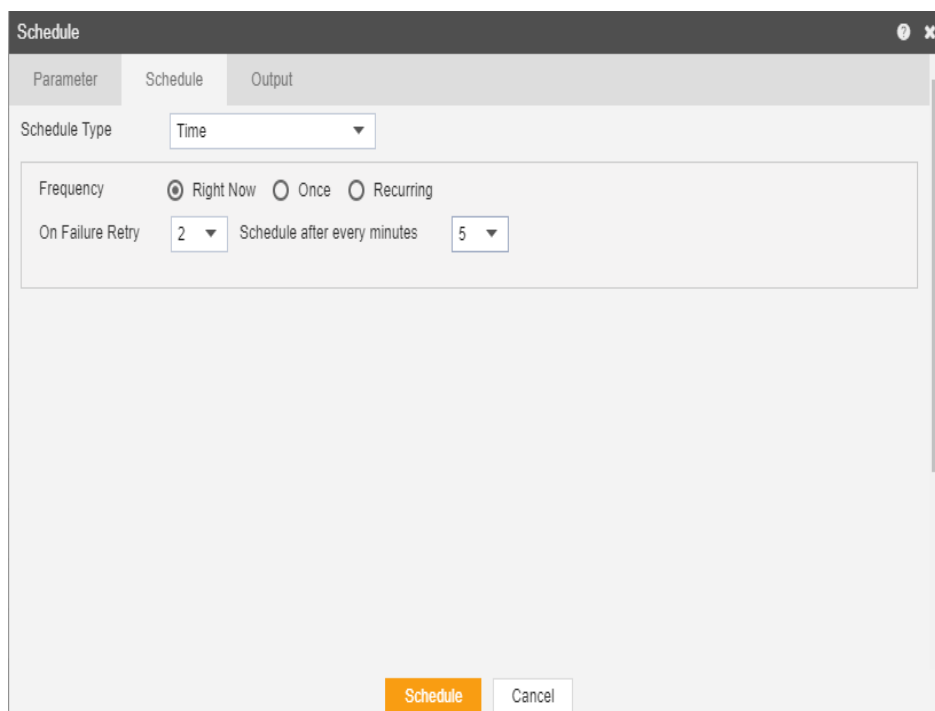 Schedule
Parameter Schedule Output
Schedule Type Time
Frequency Right Now Once Recurring
On Failure Retry 2 Schedule after every minutes 5
Schedule Cancel